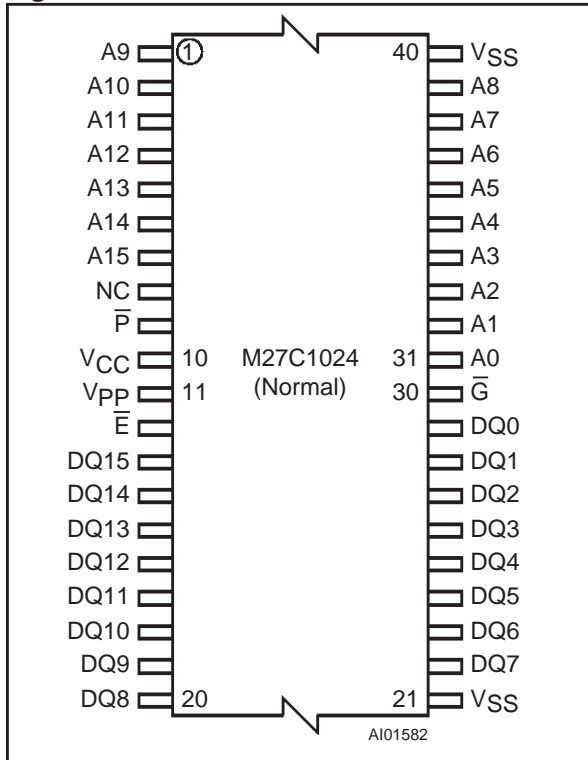 A9 1 40 VSS
A10 A8
A11 A7
A12 A6
A13 A5
A14 A4
A15 A3
NC A2
P̅ A1
VCC 10 M27C1024 31 A0
VPP 11 (Normal) 30 G̅
E̅ DQ0
DQ15 DQ1
DQ14 DQ2
DQ13 DQ3
DQ12 DQ4
DQ11 DQ5
DQ10 DQ6
DQ9 DQ7
DQ8 20 21 VSS
AI01582